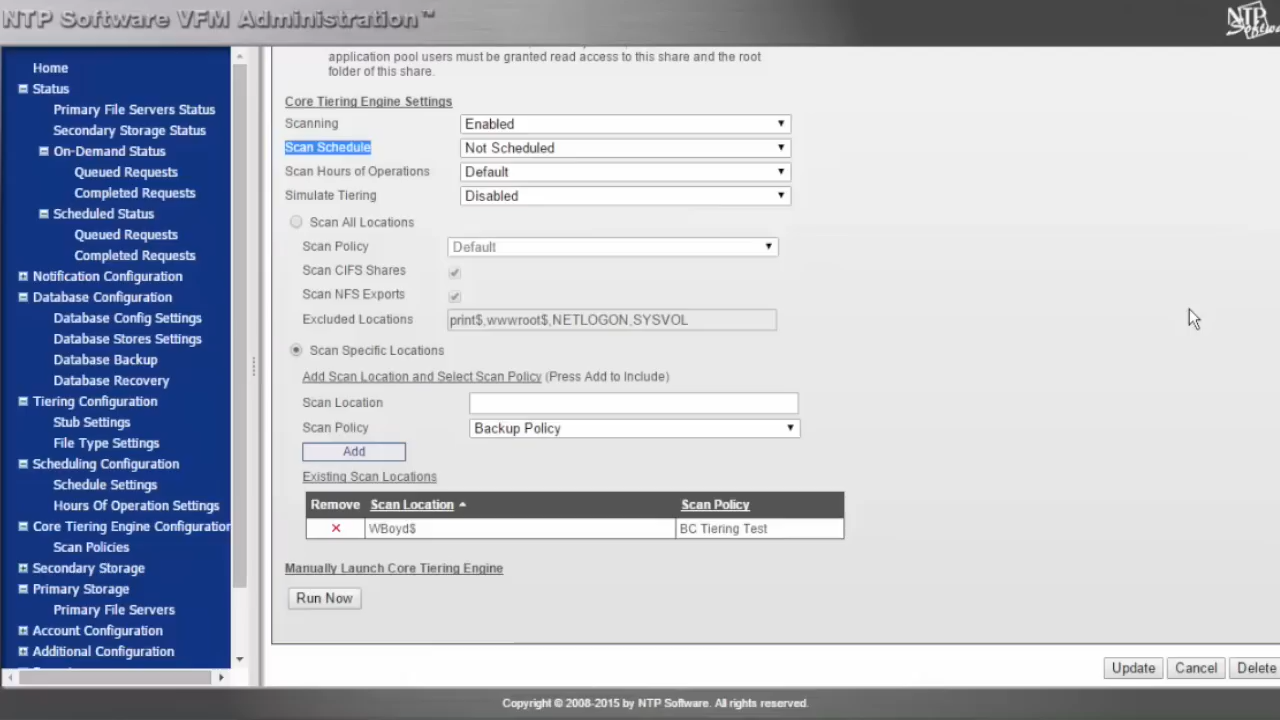 NTP Software VFM Administration™
NTP
Software
Home
Status
Primary File Servers Status
Secondary Storage Status
On-Demand Status
Queued Requests
Completed Requests
Scheduled Status
Queued Requests
Completed Requests
Notification Configuration
Database Configuration
Database Config Settings
Database Stores Settings
Database Backup
Database Recovery
Tiering Configuration
Stub Settings
File Type Settings
Scheduling Configuration
Schedule Settings
Hours Of Operation Settings
Core Tiering Engine Configuration
Scan Policies
Secondary Storage
Primary Storage
Primary File Servers
Account Configuration
Additional Configuration
application pool users must be granted read access to this share and the root
folder of this share.
Core Tiering Engine Settings
Scanning Enabled
Scan Schedule Not Scheduled
Scan Hours of Operations Default
Simulate Tiering Disabled
Scan All Locations
Scan Policy Default
Scan CIFS Shares
Scan NFS Exports
Excluded Locations print$,wwwroot$,NETLOGON,SYSVOL
Scan Specific Locations
Add Scan Location and Select Scan Policy (Press Add to Include)
Scan Location
Scan Policy Backup Policy
Add
Existing Scan Locations
Remove Scan Location Scan Policy
WBoyd$ BC Tiering Test
Manually Launch Core Tiering Engine
Run Now
Update Cancel Delete
Copyright © 2008-2015 by NTP Software. All rights reserved.